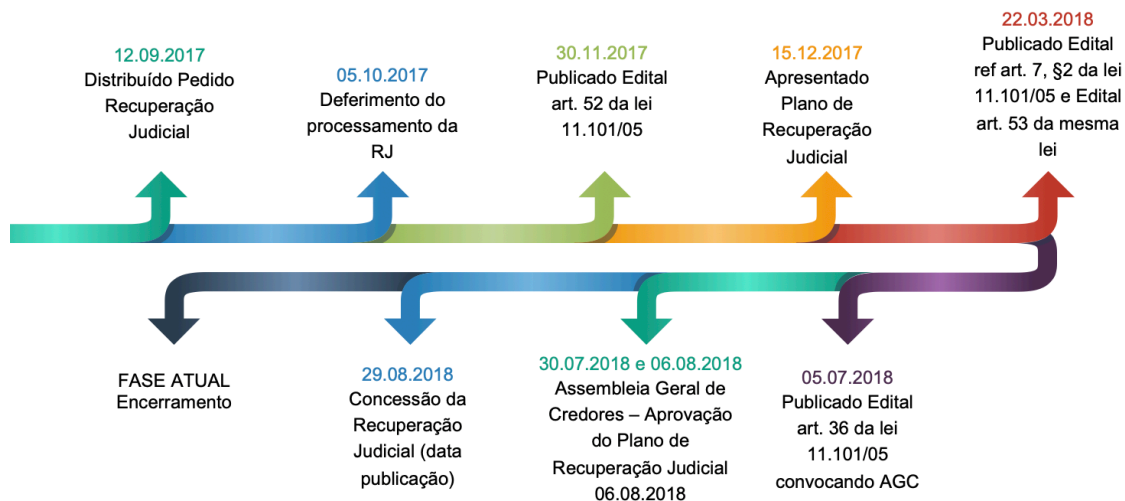 12.09.2017
Distribuído Pedido
Recuperação
Judicial
05.10.2017
Deferimento do
processamento da
RJ
30.11.2017
Publicado Edital
art. 52 da lei
11.101/05
15.12.2017
Apresentado
Plano de
Recuperação
Judicial
22.03.2018
Publicado Edital
ref art. 7, §2 da lei
11.101/05 e Edital
art. 53 da mesma
lei
05.07.2018
Publicado Edital
art. 36 da lei
11.101/05
convocando AGC
30.07.2018 e 06.08.2018
Assembleia Geral de
Credores – Aprovação
do Plano de
Recuperação Judicial
06.08.2018
29.08.2018
Concessão da
Recuperação
Judicial (data
publicação)
FASE ATUAL
Encerramento